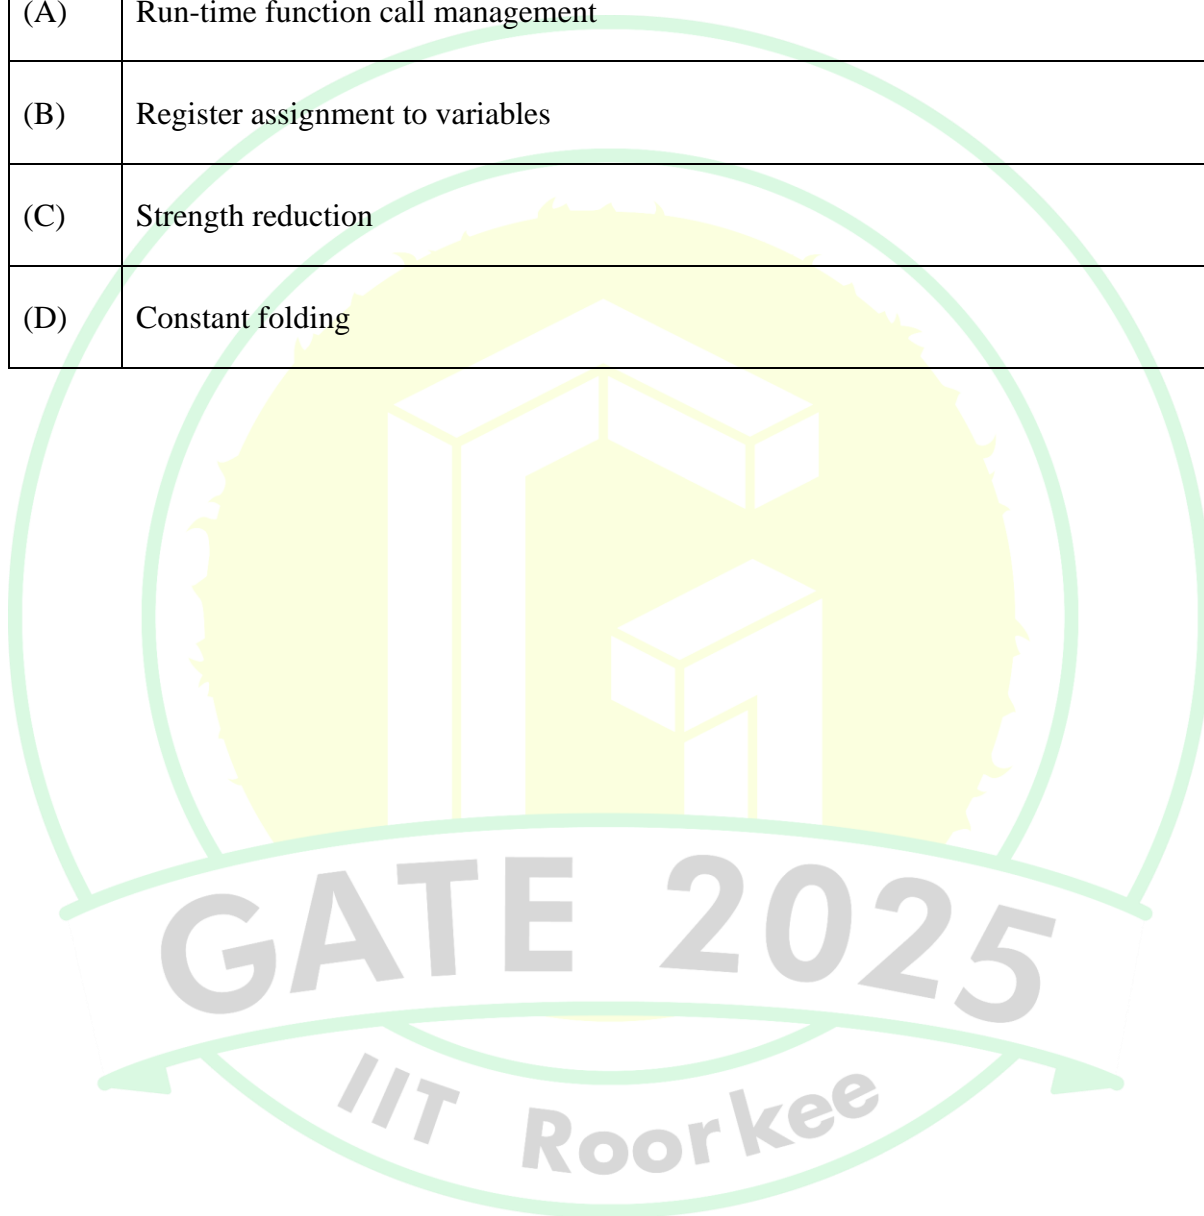 (A) Run-time function call management
(B) Register assignment to variables
(C) Strength reduction
(D) Constant folding
GATE 2025
IIT Roorkee